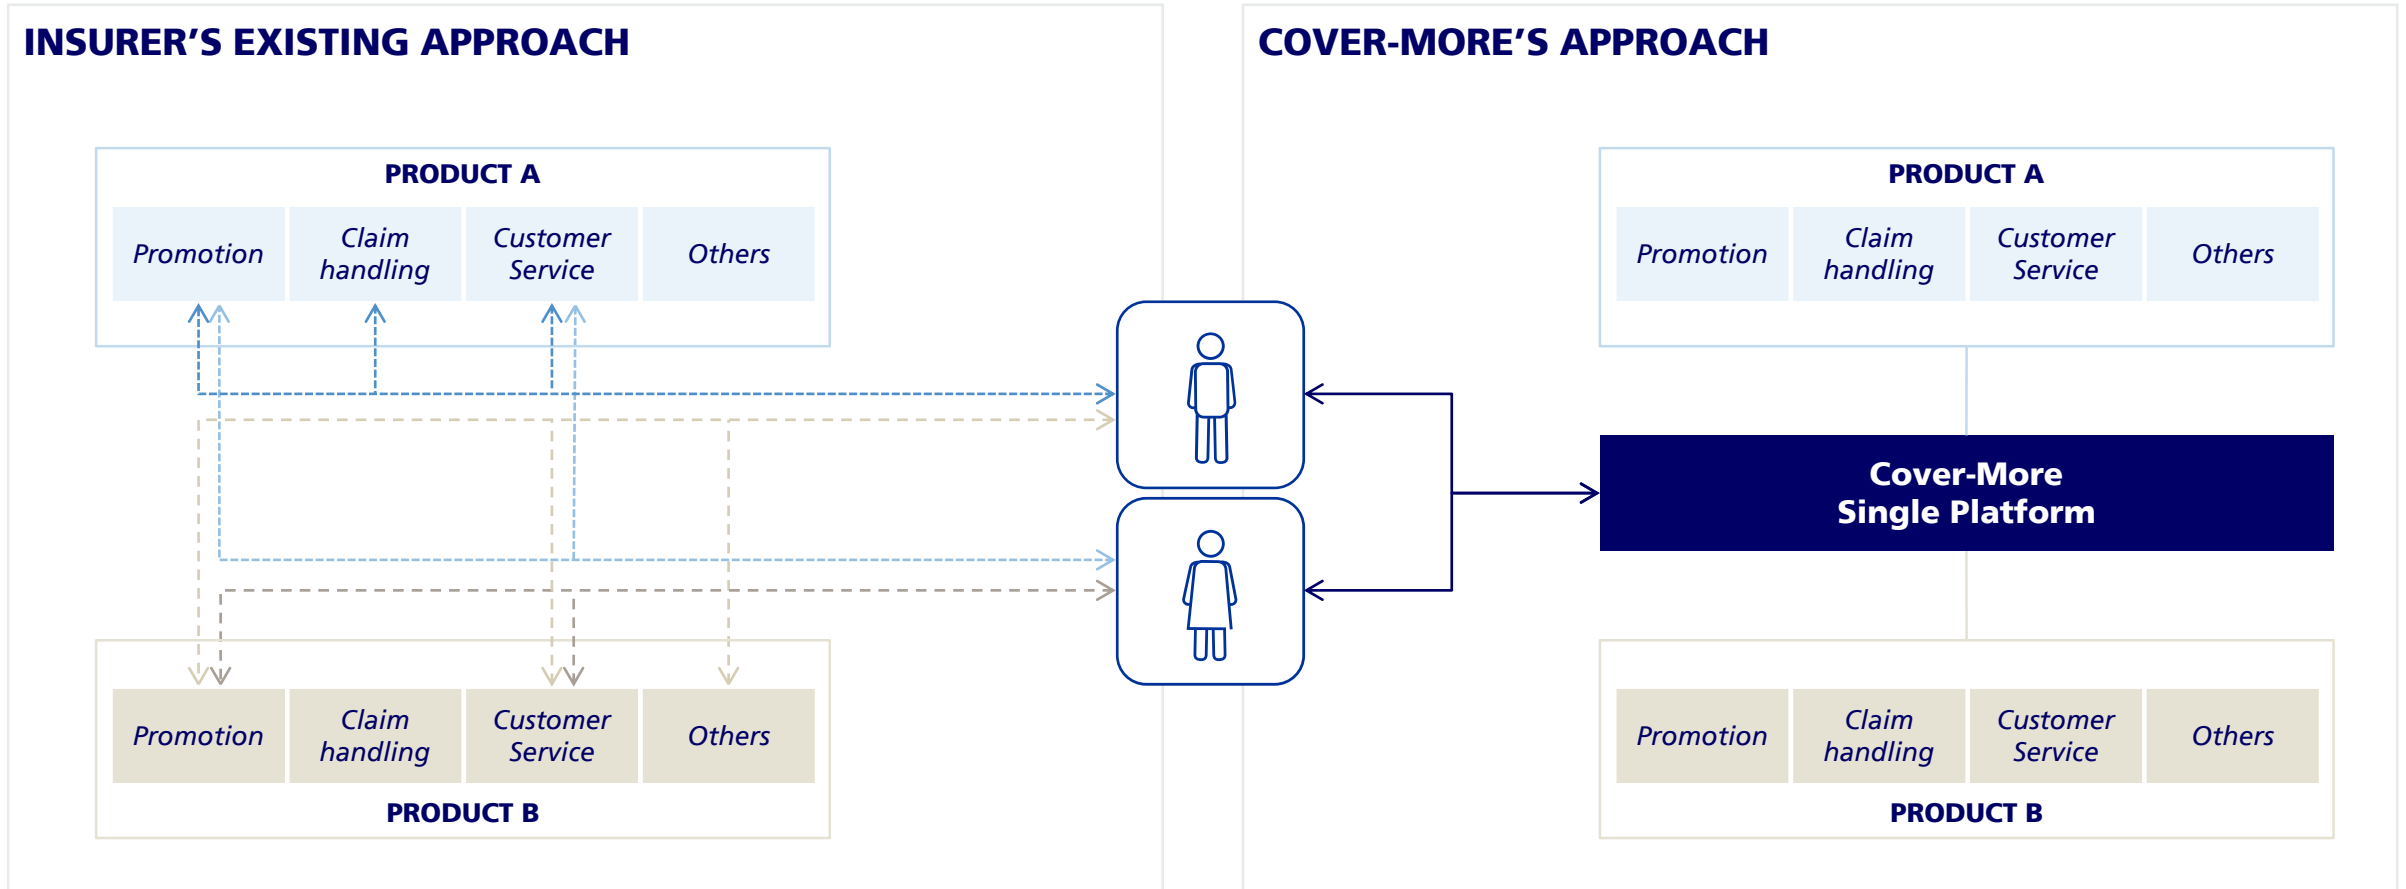 INSURER’S EXISTING APPROACH
PRODUCT A
Promotion
Claim
handling
Customer
Service
Others
Promotion
Claim
handling
Customer
Service
Others
PRODUCT B
COVER-MORE’S APPROACH
PRODUCT A
Promotion
Claim
handling
Customer
Service
Others
Cover-More
Single Platform
Promotion
Claim
handling
Customer
Service
Others
PRODUCT B